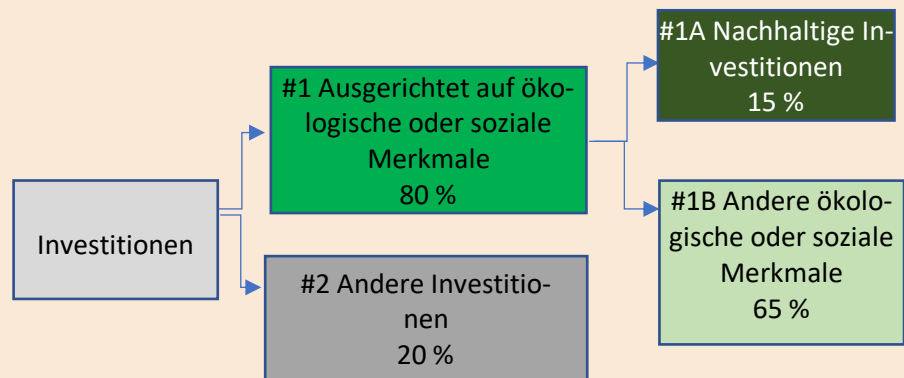 Investitionen
#1 Ausgerichtet auf öko-
logische oder soziale
Merkmale
80 %
#2 Andere Investitio-
nen
20 %
#1A Nachhaltige In-
vestitionen
15 %
#1B Andere ökolo-
gische oder soziale
Merkmale
65 %